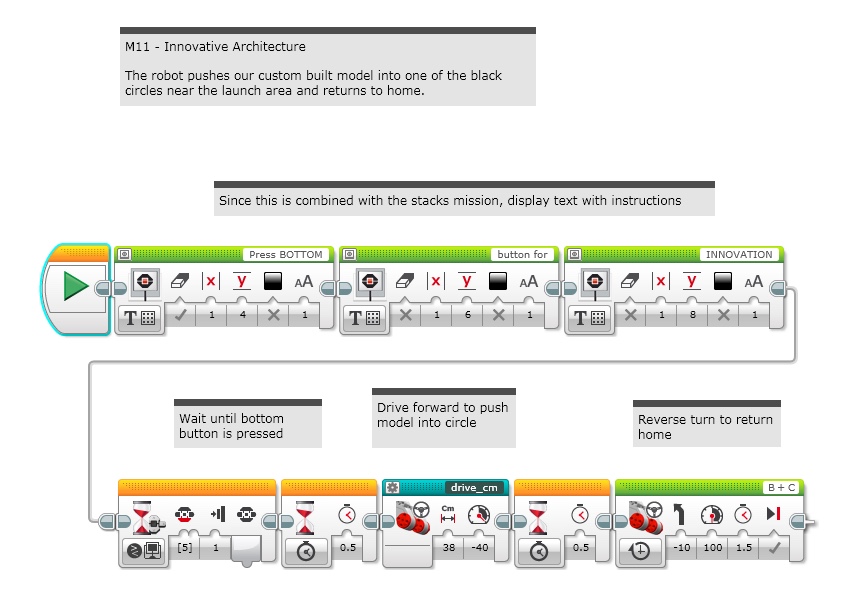 M11 - Innovative Architecture
The robot pushes our custom built model into one of the black
circles near the launch area and returns to home.
Since this is combined with the stacks mission, display text with instructions
Press BOTTOM
button for
INNOVATION
x y AA
x y AA
x y AA
T 1 4 1
T 1 6 1
T 1 8 1
Wait until bottom
button is pressed
Drive forward to push
model into circle
Reverse turn to return
home
drive_cm
B + C
Cm
[5] 1
0.5
38 -40
0.5
-10 100 1.5